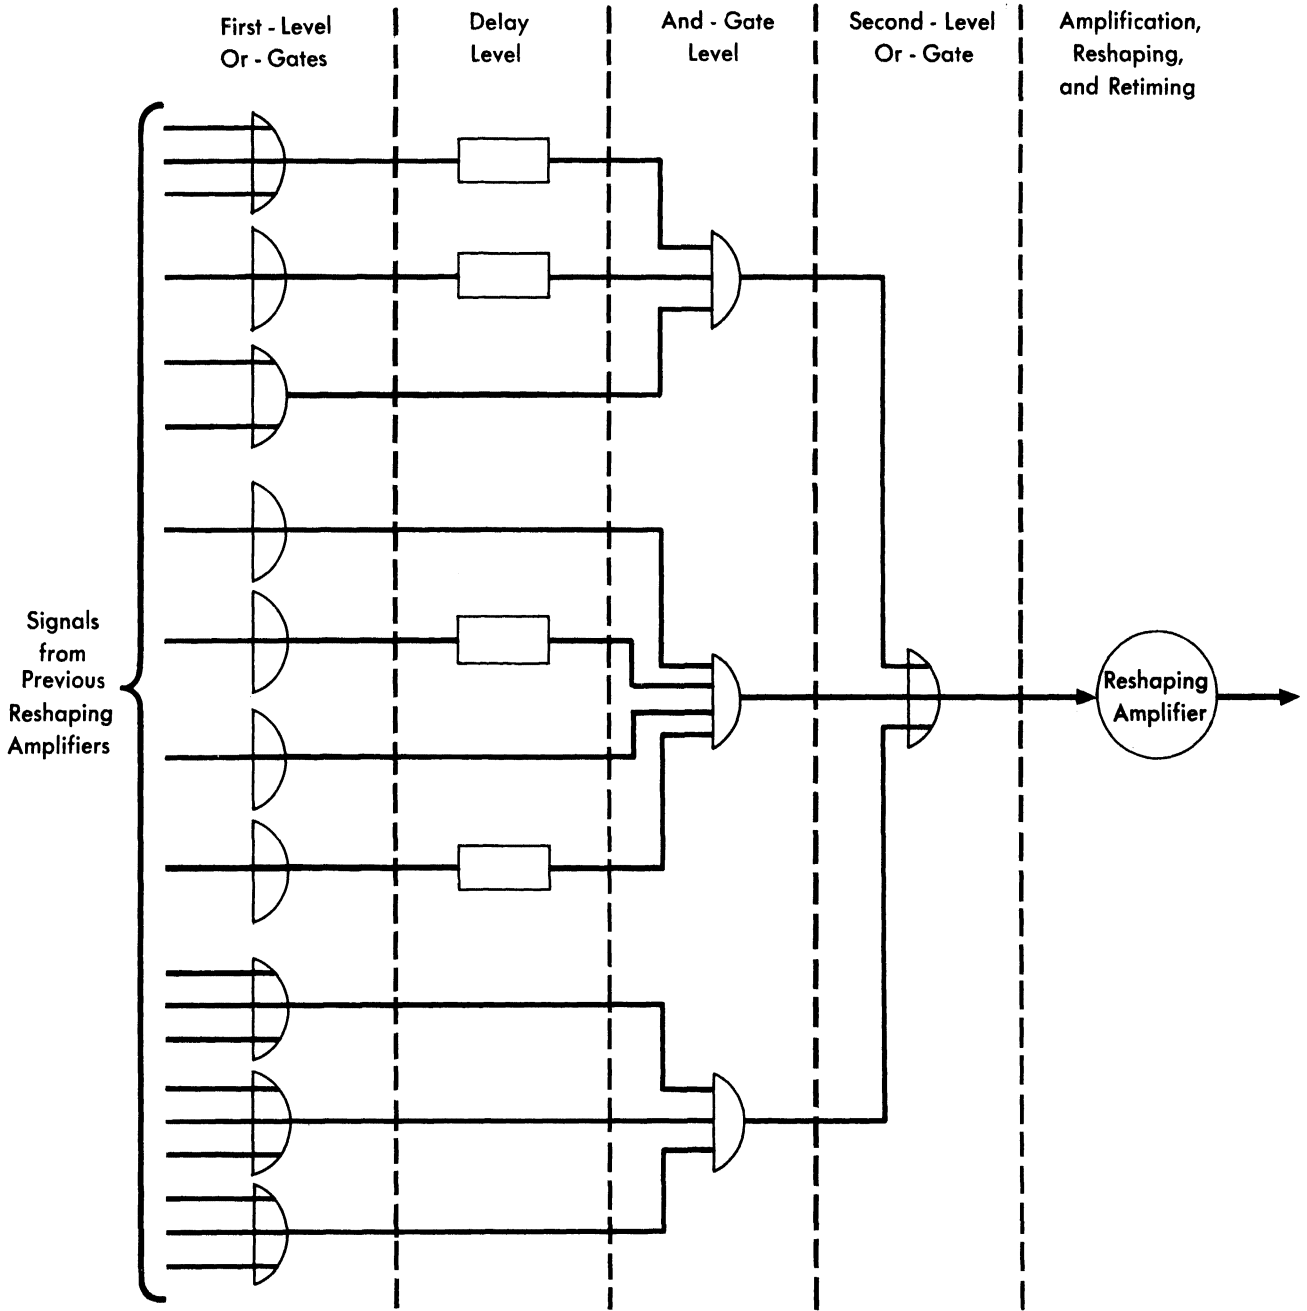 First - Level
Or - Gates
Delay
Level
And - Gate
Level
Second - Level
Or - Gate
Amplification,
Reshaping,
and Retiming
Signals
from
Previous
Reshaping
Amplifiers
Reshaping
Amplifier